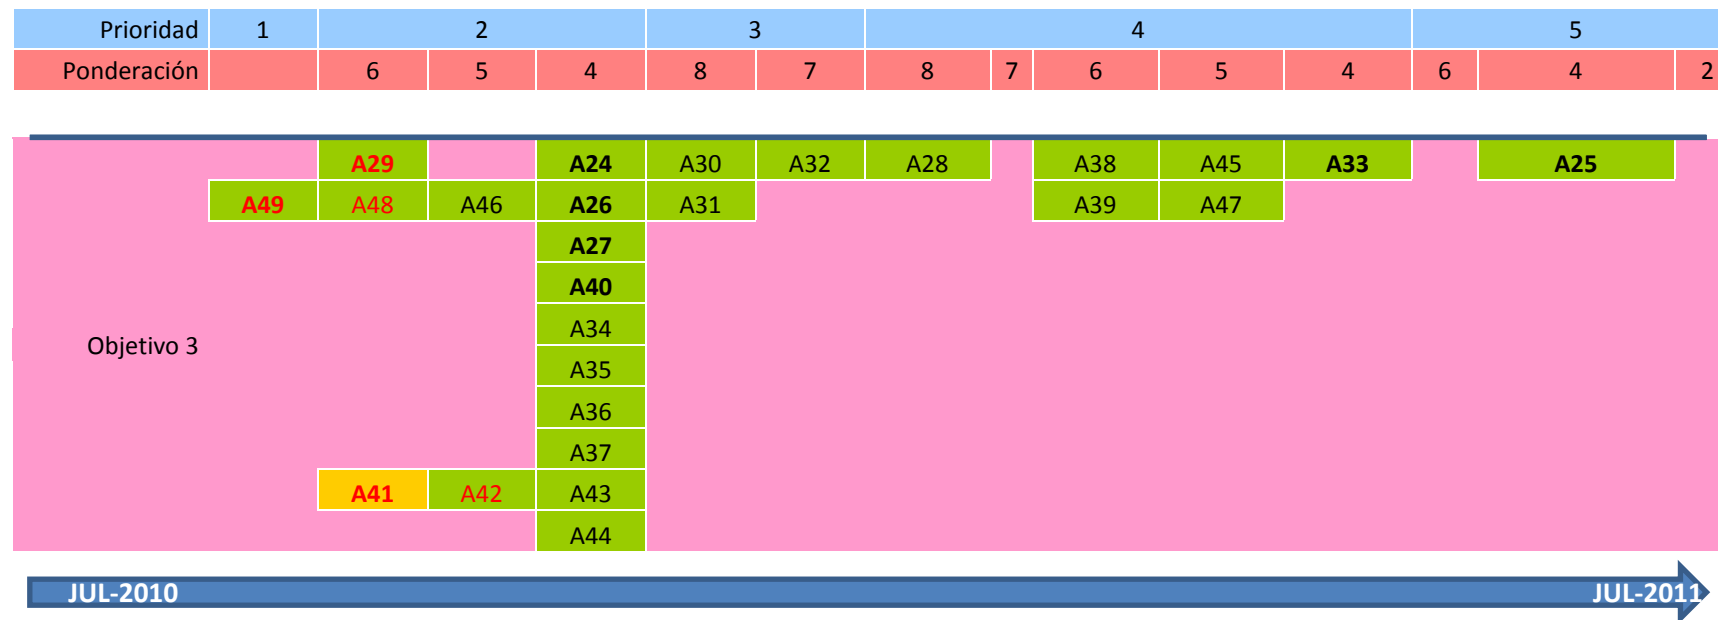 Prioridad 1 2 3 4 5
Ponderación 6 5 4 8 7 8 7 6 5 4 6 4 2
A29 A24 A30 A32 A28 A38 A45 A33 A25
A49 A48 A46 A26 A31 A39 A47
A27
A40
A34
Objetivo 3
A35
A36
A37
A41 A42 A43
A44
JUL-2010 JUL-2011